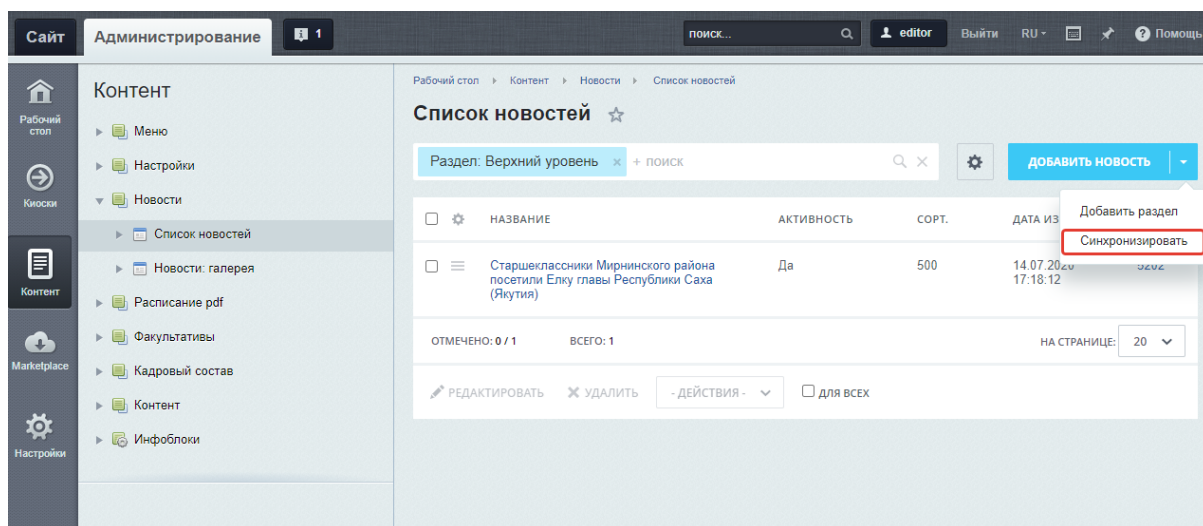 Сайт
Администрирование
1
поиск...
editor
Выйти
RU
Помощь
Рабочий стол
Киоски
Контент
Marketplace
Настройки
Контент
Меню
Настройки
Новости
Список новостей
Новости: галерея
Расписание pdf
Факультативы
Кадровый состав
Контент
Инфоблоки
Рабочий стол Контент Новости Список новостей
Список новостей
Раздел: Верхний уровень × + поиск
ДОБАВИТЬ НОВОСТЬ
Добавить раздел
Синхронизировать
НАЗВАНИЕ АКТИВНОСТЬ СОРТ. ДАТА ИЗ
Старшеклассники Мирнинского района Да 500 14.07.2020 5202
посетили Елку главы Республики Саха 17:18:12
(Якутия)
ОТМЕЧЕНО: 0 / 1 ВСЕГО: 1 НА СТРАНИЦЕ: 20
РЕДАКТИРОВАТЬ УДАЛИТЬ - ДЕЙСТВИЯ - ДЛЯ ВСЕХ